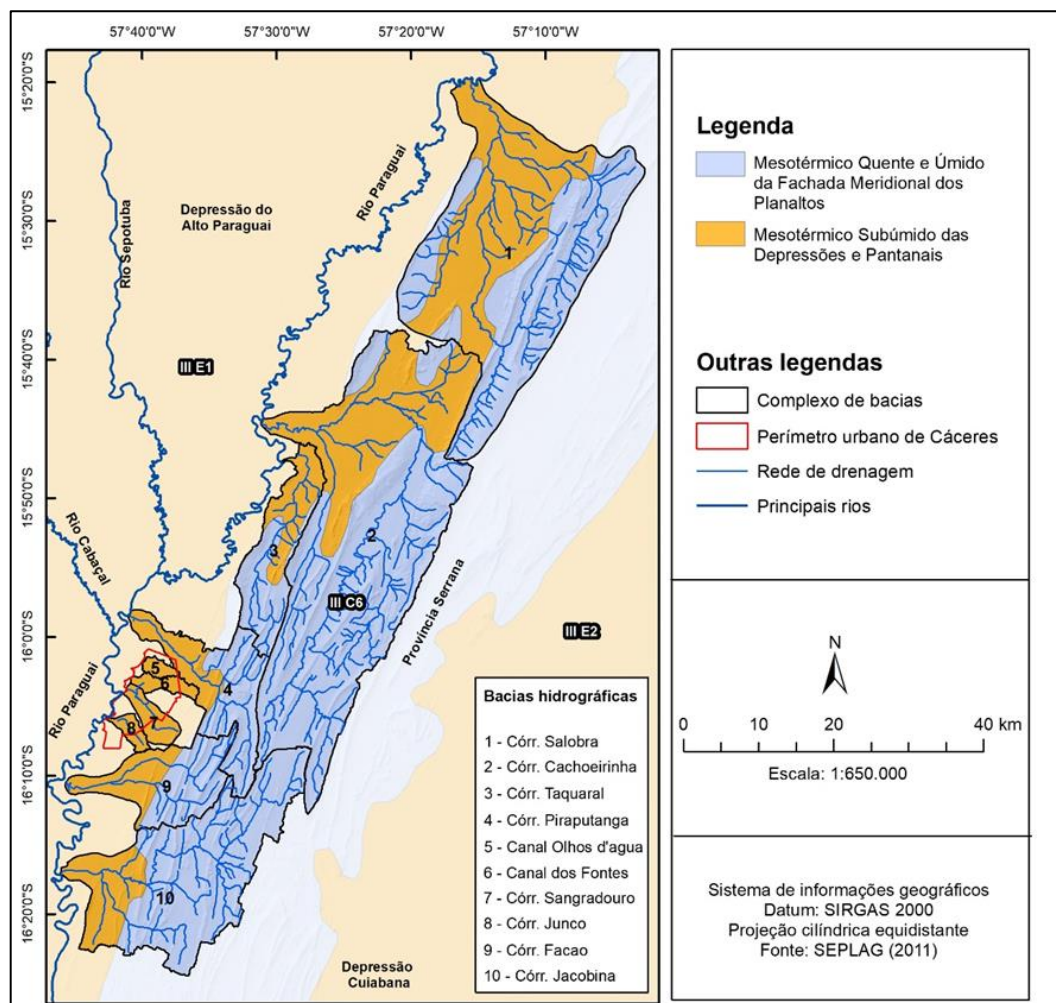 57°40'0"W
57°30'0"W
57°20'0"W
57°10'0"W
15°20'0"S
15°30'0"S
15°40'0"S
15°50'0"S
16°0'0"S
16°10'0"S
16°20'0"S
Rio Sepotuba
Depressão do
Alto Paraguai
Rio Paraguai
III E1
1
2
3
III C6
Província Serrana
III E2
Rio Cabaçal
Rio Paraguai
4
5
6
7
8
9
10
Depressão
Cuiabana
Bacias hidrográficas
1 - Córr. Salobra
2 - Córr. Cachoeirinha
3 - Córr. Taquaral
4 - Córr. Piraputanga
5 - Canal Olhos d'agua
6 - Canal dos Fontes
7 - Córr. Sangradouro
8 - Córr. Junco
9 - Córr. Facao
10 - Córr. Jacobina
Legenda
Mesotérmico Quente e Úmido
da Fachada Meridional dos
Planaltos
Mesotérmico Subúmido das
Depressões e Pantanais
Outras legendas
Complexo de bacias
Perímetro urbano de Cáceres
Rede de drenagem
Principais rios
N
0 10 20 40 km
Escala: 1:650.000
Sistema de informações geográficos
Datum: SIRGAS 2000
Projeção cilíndrica equidistante
Fonte: SEPLAG (2011)